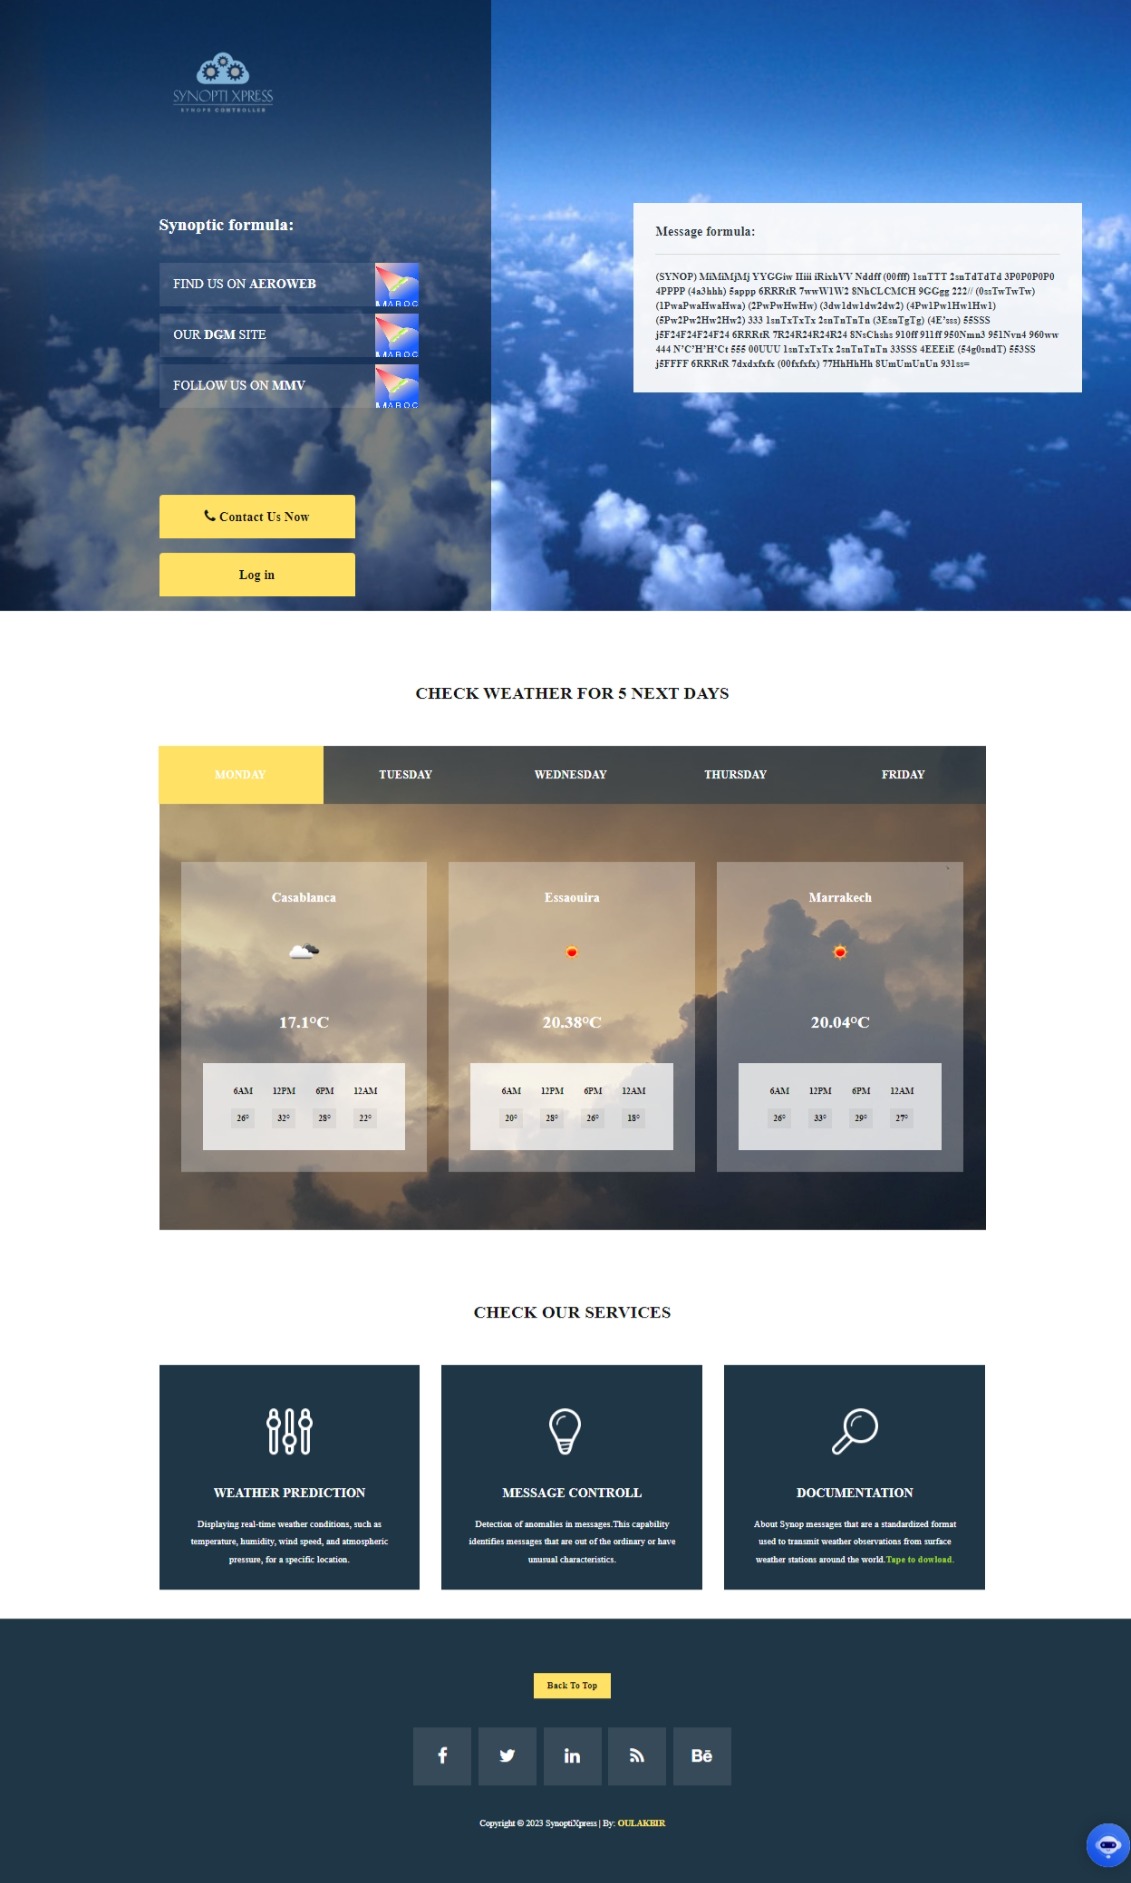 SYNOPTI XPRESS
SYNOPS CONTROLLER
Synoptic formula:
FIND US ON AEROWEB
MAROC
OUR DGM SITE
MAROC
FOLLOW US ON MMV
MAROC
Contact Us Now
Log in
Message formula:
(SYNOP) MiMiMjMj YYGGiw IIiii iRixhVV Nddff (00fff) 1snTTT 2snTdTdTd 3P0P0P0P0
4PPPP (4a3hhh) 5appp 6RRRtR 7wwW1W2 8NhCLCMCH 9GGgg 222// (0ssTwTwTw)
(1PwaPwaHwaHwa) (2PwPwHwHw) (3dw1dw1dw2dw2) (4Pw1Pw1Hw1Hw1)
(5Pw2Pw2Hw2Hw2) 333 1snTxTxTx 2snTnTnTn (3EsnTgTg) (4E'sss) 55SSS
j5F24F24F24F24 6RRRtR 7R24R24R24R24 8NsChshs 910ff 911ff 950Nmn3 951Nvn4 960ww
444 N'C'H'H'Ct 555 00UUU 1snTxTxTx 2snTnTnTn 33SSS 4EEEiE (54g0sndT) 553SS
j5FFFF 6RRRtR 7dxdxfxfx (00fxfxfx) 77HhHhHh 8UmUmUnUn 931ss=
CHECK WEATHER FOR 5 NEXT DAYS
MONDAY TUESDAY WEDNESDAY THURSDAY FRIDAY
Casablanca
17.1°C
6AM 12PM 6PM 12AM
26° 32° 28° 22°
Essaouira
20.38°C
6AM 12PM 6PM 12AM
20° 28° 26° 18°
Marrakech
20.04°C
6AM 12PM 6PM 12AM
26° 33° 29° 27°
CHECK OUR SERVICES
WEATHER PREDICTION
Displaying real-time weather conditions, such as
temperature, humidity, wind speed, and atmospheric
pressure, for a specific location.
MESSAGE CONTROLL
Detection of anomalies in messages.This capability
identifies messages that are out of the ordinary or have
unusual characteristics.
DOCUMENTATION
About Synop messages that are a standardized format
used to transmit weather observations from surface
weather stations around the world.Tape to dowload.
Back To Top
Copyright © 2023 SynoptiXpress | By: OULAKBIR